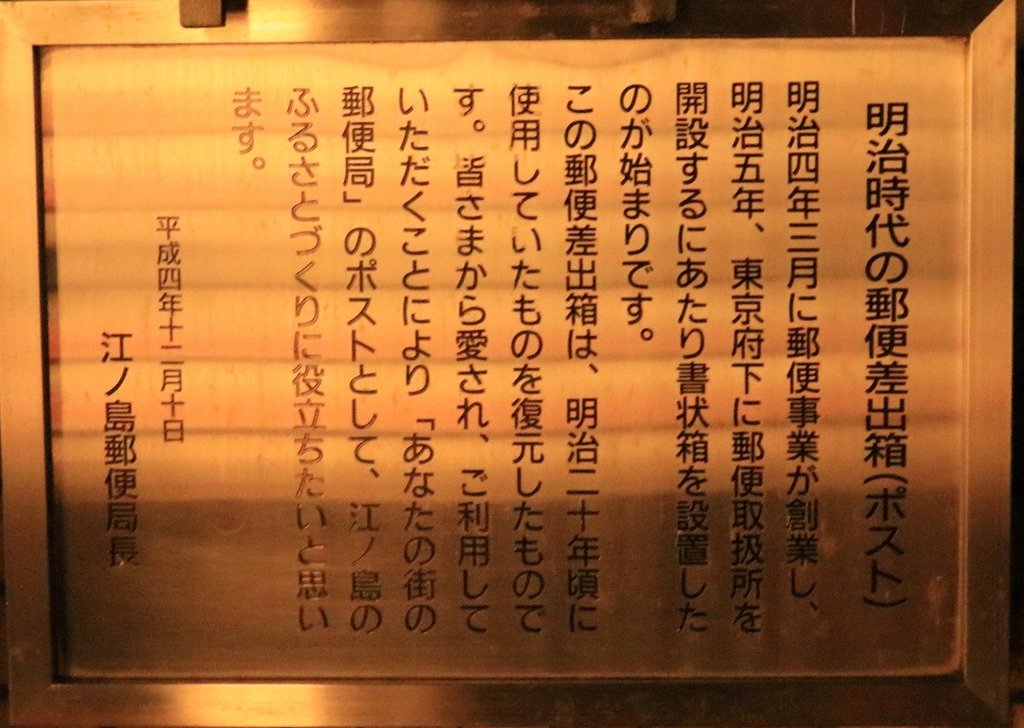 明治時代の郵便差出箱(ポスト)
明治四年三月に郵便事業が創業し、
明治五年、東京府下に郵便取扱所を
開設するにあたり書状箱を設置した
のが始まりです。
この郵便差出箱は、明治二十年頃に
使用していたものを復元したもので
す。皆さまから愛され、ご利用して
いただくことにより「あなたの街の
郵便局」のポストとして、江ノ島の
ふるさとづくりに役立ちたいと思い
ます。
平成四年十二月十日
江ノ島郵便局長